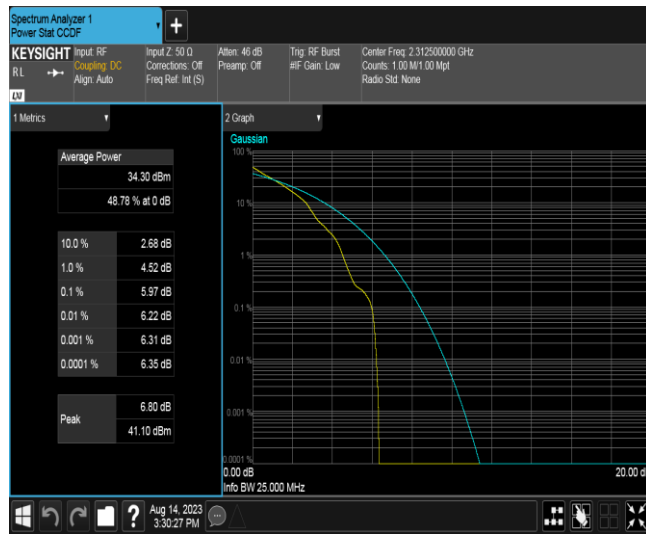 Spectrum Analyzer 1
Power Stat CCDF
+
KEYSIGHT
RL
LXI
Input: RF
Coupling: DC
Align: Auto
Input Z: 50 Ω
Corrections: Off
Freq Ref: Int (S)
Atten: 46 dB
Preamp: Off
Trig: RF Burst
#IF Gain: Low
Center Freq: 2.312500000 GHz
Counts: 1.00 M/1.00 Mpt
Radio Std: None
1 Metrics
Average Power
34.30 dBm
48.78 % at 0 dB
10.0 % 2.68 dB
1.0 % 4.52 dB
0.1 % 5.97 dB
0.01 % 6.22 dB
0.001 % 6.31 dB
0.0001 % 6.35 dB
Peak
6.80 dB
41.10 dBm
2 Graph
Gaussian
100 %
10 %
1 %
0.1 %
0.01 %
0.001 %
0.0001 %
0.00 dB
20.00 d
Info BW 25.000 MHz
?
Aug 14, 2023
3:30:27 PM